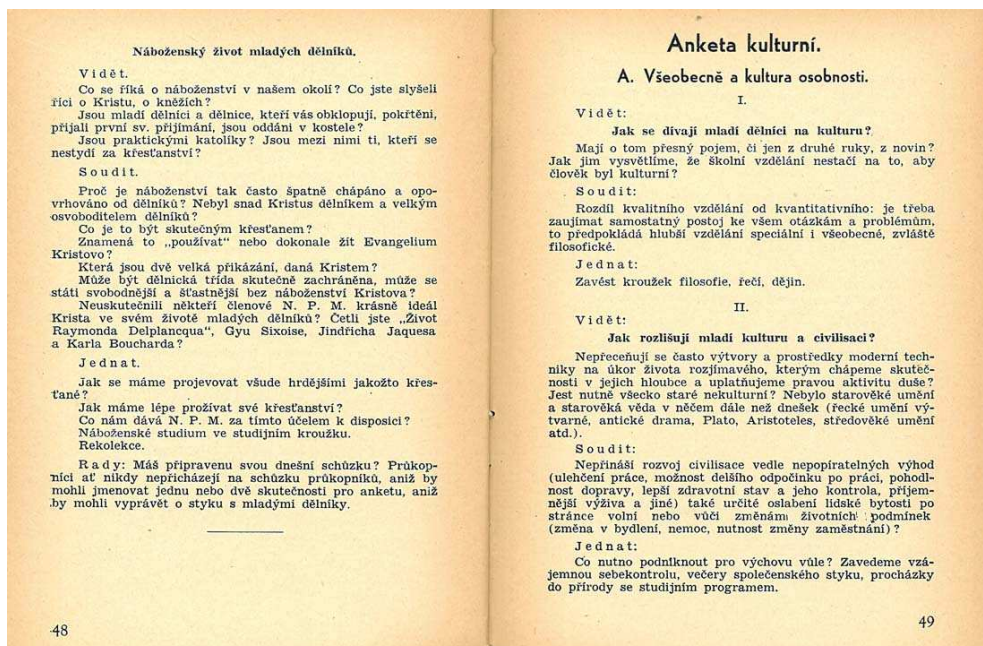 Náboženský život mladých dělníků.
Vidět.
Co se říká o náboženství v našem okolí? Co jste slyšeli
říci o Kristu, o kněžích?
Jsou mladí dělníci a dělnice, kteří vás obklopují, pokřtěni,
přijali první sv. přijímání, jsou oddáni v kostele?
Jsou praktickými katolíky? Jsou mezi nimi ti, kteří se
nestydí za křesťanství?
Soudit.
Proč je náboženství tak často špatně chápáno a opo-
vrhováno od dělníků? Nebyl snad Kristus dělníkem a velkým
osvoboditelem dělníků?
Co je to být skutečným křesťanem?
Znamená to „používat" nebo dokonale žít Evangelium
Kristovo?
Která jsou dvě velká přikázání, daná Kristem?
Může být dělnická třída skutečně zachráněna, může se
státi svobodnější a šťastnější bez náboženství Kristova?
Neuskutečnili někteří členové N. P. M. krásně ideál
Krista ve svém životě mladých dělníků? Četli jste „Život
Raymonda Delplancqua", Gyu Sixoise, Jindřicha Jaquesa
a Karla Boucharda?
Jednat.
Jak se máme projevovat všude hrdějšími jakožto křes-
ťané?
Jak máme lépe prožívat své křesťanství?
Co nám dává N. P. M. za tímto účelem k disposici?
Náboženské studium ve studijním kroužku.
Rekolekce.
Rady: Máš připravenu svou dnešní schůzku? Průkop-
níci ať nikdy nepřicházejí na schůzku průkopníků, aniž by
mohli jmenovat jednu nebo dvě skutečnosti pro anketu, aniž
by mohli vyprávět o styku s mladými dělníky.
48
Anketa kulturní.
A. Všeobecně a kultura osobnosti.
I.
Vidět:
Jak se dívají mladí dělníci na kulturu?
Mají o tom přesný pojem, či jen z druhé ruky, z novin?
Jak jim vysvětlíme, že školní vzdělání nestačí na to, aby
člověk byl kulturní?
Soudit:
Rozdíl kvalitního vzdělání od kvantitativního: je třeba
zaujímat samostatný postoj ke všem otázkám a problémům,
to předpokládá hlubší vzdělání speciální i všeobecné, zvláště
filosofické.
Jednat:
Zavést kroužek filosofie, řečí, dějin.
II.
Vidět:
Jak rozlišují mladí kulturu a civilisaci?
Nepřeceňují se často výtvory a prostředky moderní tech-
niky na úkor života rozjímavého, kterým chápeme skuteč-
nosti v jejich hloubce a uplatňujeme pravou aktivitu duše?
Jest nutně všecko staré nekulturní? Nebylo starověké umění
a starověká věda v něčem dále než dnešek (řecké umění vý-
tvarné, antické drama, Plato, Aristoteles, středověké umění
atd.).
Soudit:
Nepřináší rozvoj civilisace vedle nepopíratelných výhod
(ulehčení práce, možnost delšího odpočinku po práci, pohodl-
nost dopravy, lepší zdravotní stav a jeho kontrola, příjem-
nější výživa a jiné) také určité oslabení lidské bytosti po
stránce volní nebo vůči změnám životních podmínek
(změna v bydlení, nemoc, nutnost změny zaměstnání)?
Jednat:
Co nutno podniknout pro výchovu vůle? Zavedeme vzá-
jemnou sebekontrolu, večery společenského styku, procházky
do přírody se studijním programem.
49